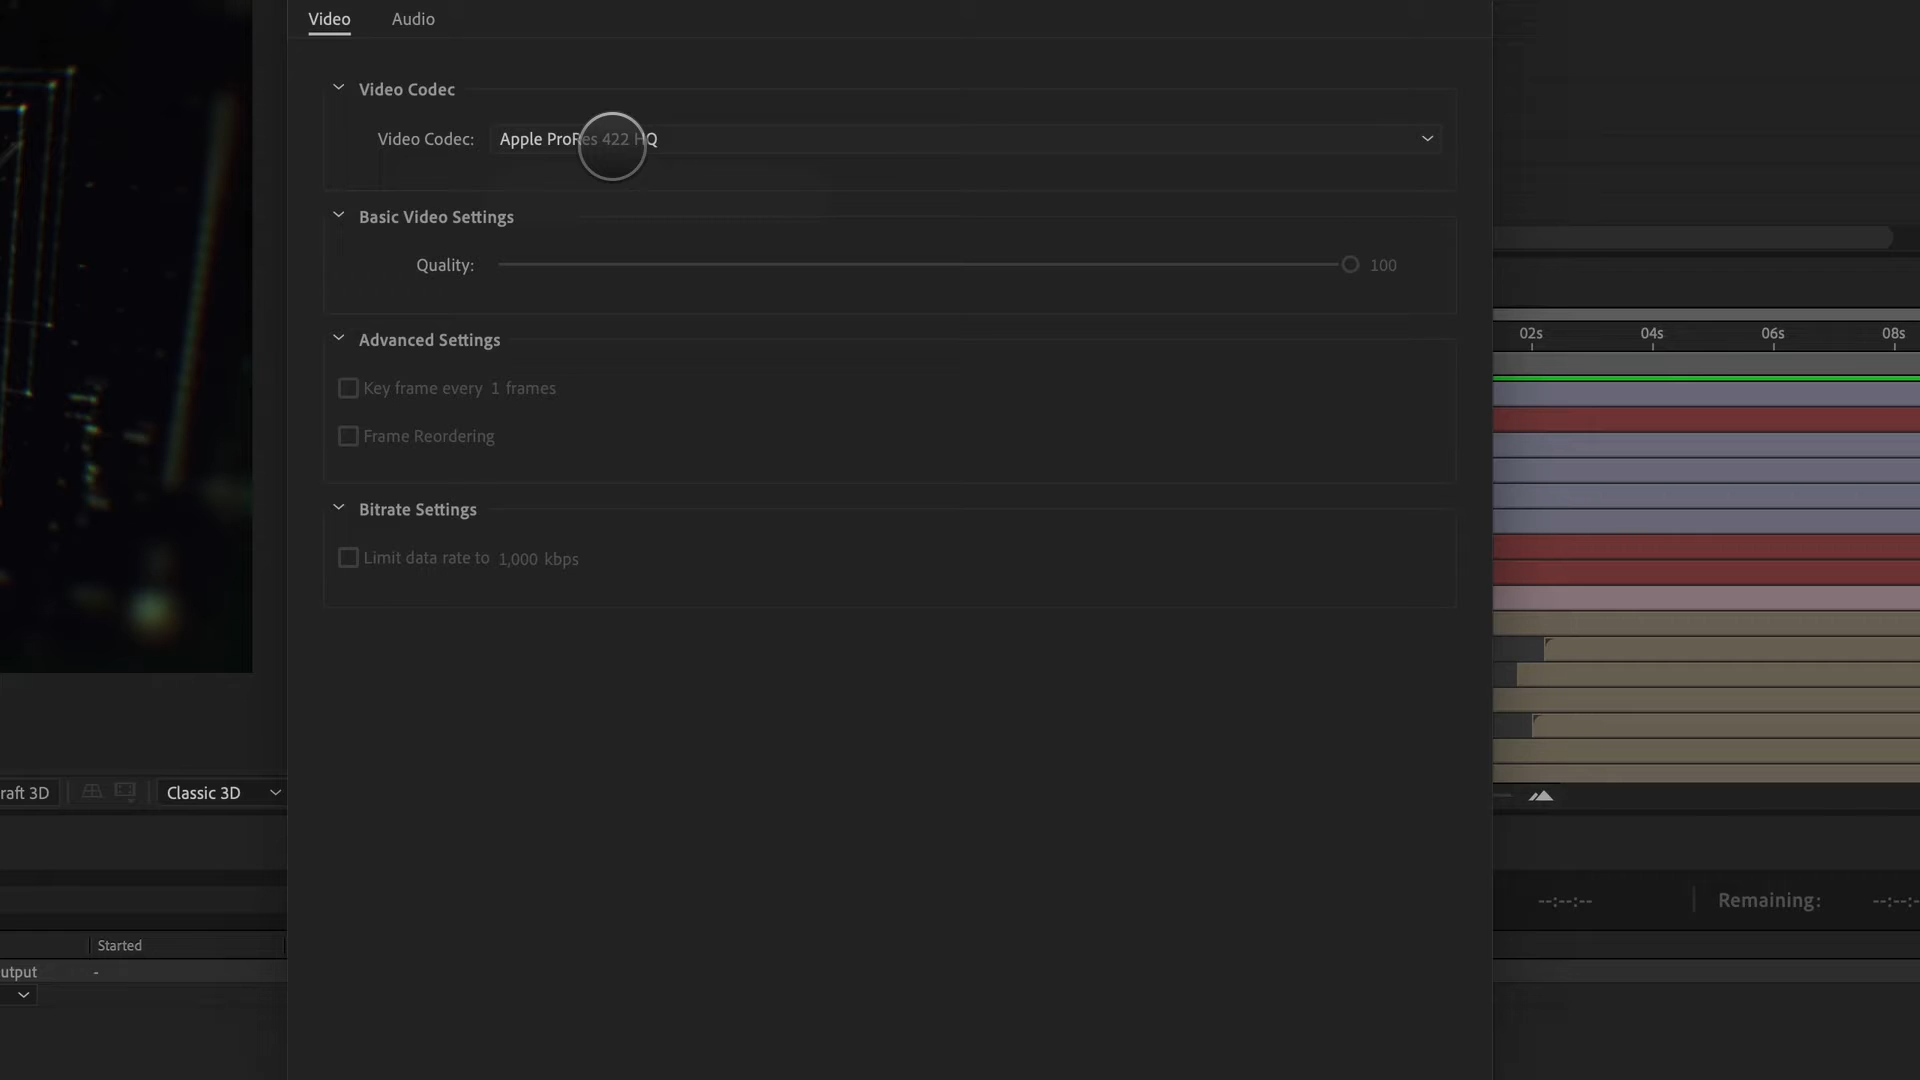 Video Audio
Video Codec
Video Codec: Apple ProRes 422 HQ
Basic Video Settings
Quality: 100
Advanced Settings
Key frame every 1 frames
Frame Reordering
Bitrate Settings
Limit data rate to 1,000 kbps
02s 04s 06s 08s
raft 3D Classic 3D
--:--:-- Remaining: --:--:-
Started
utput -